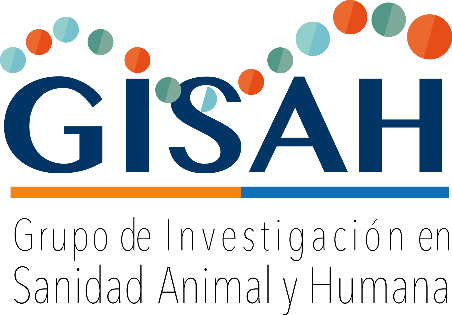 GISAH
Grupo de Investigación en
Sanidad Animal y Humana